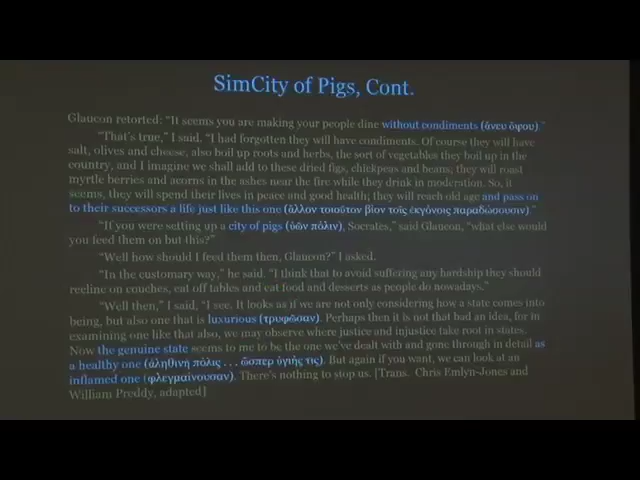 SimCity of Pigs, Cont.
Glaucon retorted: “It seems you are making your people dine without condiments (ἄνευ ὄψου).”
“That’s true,” I said. “I had forgotten they will have condiments. Of course they will have
salt, olives and cheese, also boil up roots and herbs, the sort of vegetables they boil up in the
country, and I imagine we shall add to these dried figs, chickpeas and beans; they will roast
myrtle berries and acorns in the ashes near the fire while they drink in moderation. So, it
seems, they will spend their lives in peace and good health; they will reach old age and pass on
to their successors a life just like this one (ἄλλον τοιοῦτον βίον τοῖς ἐκγόνοις παραδώσουσιν).”
“If you were setting up a city of pigs (ὑῶν πόλιν), Socrates,” said Glaucon, “what else would
you feed them on but this?”
“Well how should I feed them then, Glaucon?” I asked.
“In the customary way,” he said. “I think that to avoid suffering any hardship they should
recline on couches, eat off tables and eat food and desserts as people do nowadays.”
“Well then,” I said, “I see. It looks as if we are not only considering how a state comes into
being, but also one that is luxurious (τρυφῶσαν). Perhaps then it is not that bad an idea, for in
examining one like that also, we may observe where justice and injustice take root in states.
Now the genuine state seems to me to be the one we’ve dealt with and gone through in detail as
a healthy one (ἀληθινὴ πόλις . . . ὥσπερ ὑγιής τις). But again if you want, we can look at an
inflamed one (φλεγμαίνουσαν). There’s nothing to stop us. [Trans. Chris Emlyn-Jones and
William Preddy, adapted]